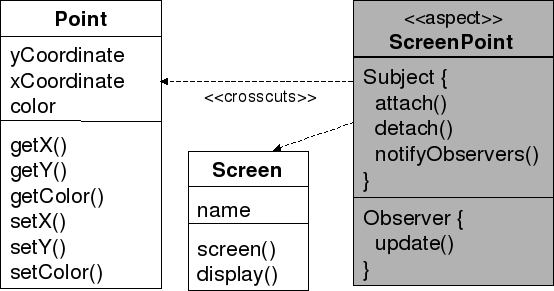 Point
yCoordinate
xCoordinate
color
getX()
getY()
getColor()
setX()
setY()
setColor()
<<crosscuts>>
Screen
name
screen()
display()
<<aspect>>
ScreenPoint
Subject {
attach()
detach()
notifyObservers()
}
Observer {
update()
}